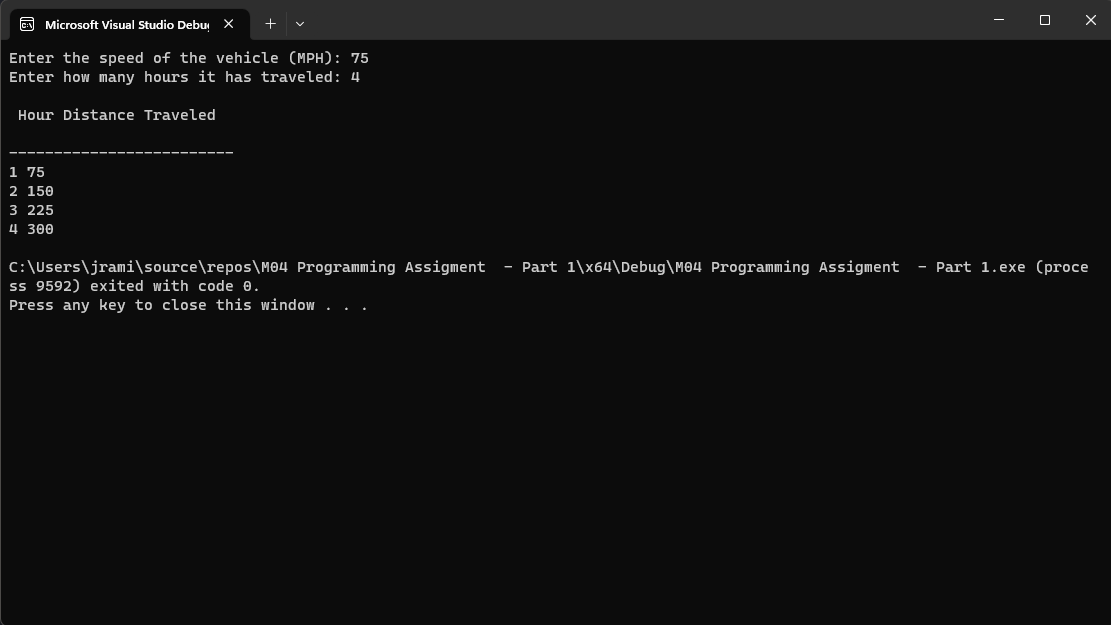 Microsoft Visual Studio Debu
Enter the speed of the vehicle (MPH): 75
Enter how many hours it has traveled: 4
Hour Distance Traveled
-------------------------
1 75
2 150
3 225
4 300
C:\Users\jrami\source\repos\M04 Programming Assigment  - Part 1\x64\Debug\M04 Programming Assigment  - Part 1.exe (proce
ss 9592) exited with code 0.
Press any key to close this window . . .